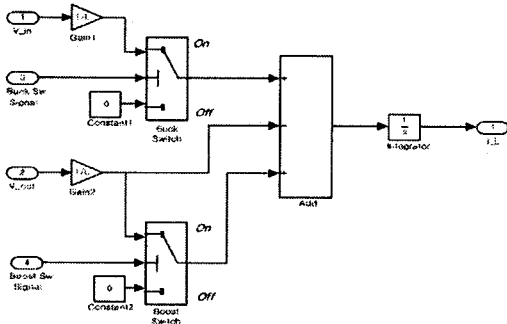 1
V_in
Gain1
On
3
Buck Sw
Signal
0
Constant1
Off
Buck
Switch
2
V_out
Gain2
Add
1
s
Integrator
1
On
4
Boost Sw
Signal
0
Constant2
Off
Boost
Switch